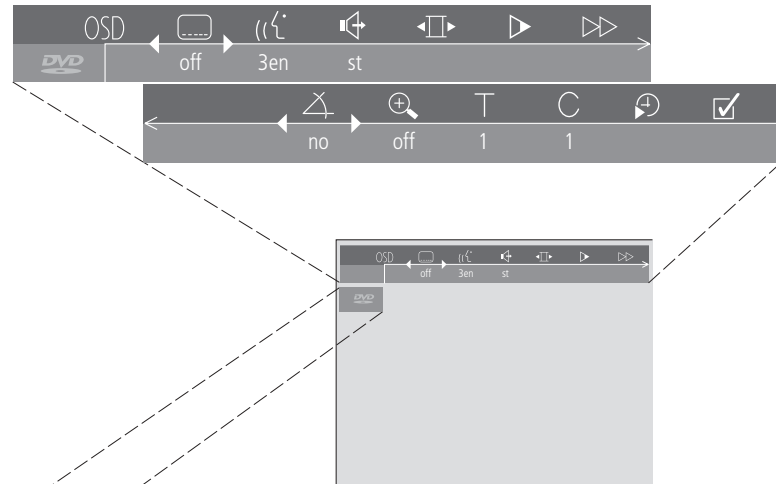 OSD
DVD off 3en st
T C
no off 1 1
OSD
off 3en st
DVD